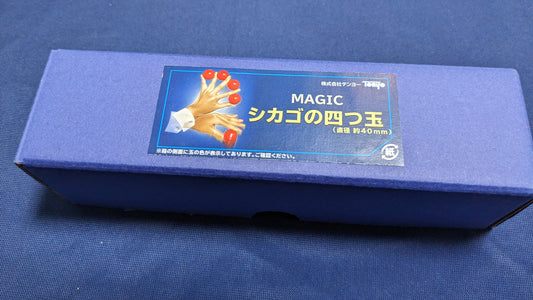 株式会社テンヨー Tenyo
MAGIC
シカゴの四つ玉
(直径 約40mm)
※箱の側面に玉の色が表示してあります。ご確認ください。
紙